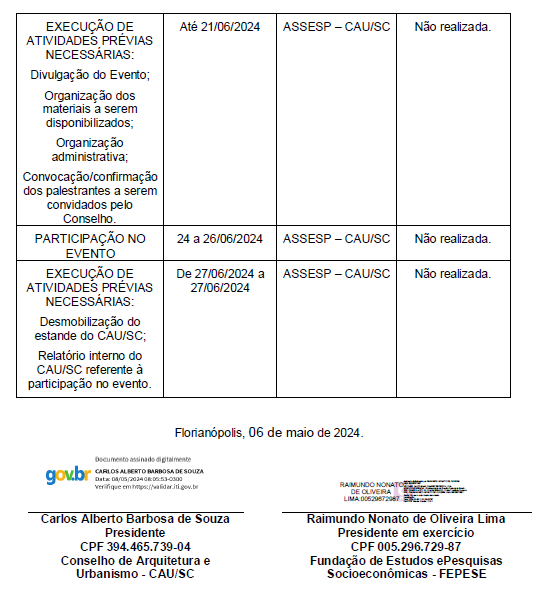 EXECUÇÃO DE
ATIVIDADES PRÉVIAS
NECESSÁRIAS:
Divulgação do Evento;
Organização dos
materiais a serem
disponibilizados;
Organização
administrativa;
Convocação/confirmação
dos palestrantes a serem
convidados pelo
Conselho.
Até 21/06/2024
ASSESP – CAU/SC
Não realizada.
PARTICIPAÇÃO NO
EVENTO
24 a 26/06/2024
ASSESP – CAU/SC
Não realizada.
EXECUÇÃO DE
ATIVIDADES PRÉVIAS
NECESSÁRIAS:
Desmobilização do
estande do CAU/SC;
Relatório interno do
CAU/SC referente à
participação no evento.
De 27/06/2024 a
27/06/2024
ASSESP – CAU/SC
Não realizada.
Florianópolis, 06 de maio de 2024.
gov.br
Documento assinado digitalmente
CARLOS ALBERTO BARBOSA DE SOUZA
Data: 08/05/2024 08:05:53-0300
Verifique em https://validar.iti.gov.br
Carlos Alberto Barbosa de Souza
Presidente
CPF 394.465.739-04
Conselho de Arquitetura e
Urbanismo - CAU/SC
RAIMUNDO NONATO
DE OLIVEIRA
LIMA:00529672987
Raimundo Nonato de Oliveira Lima
Presidente em exercício
CPF 005.296.729-87
Fundação de Estudos ePesquisas
Socioeconômicas - FEPESE